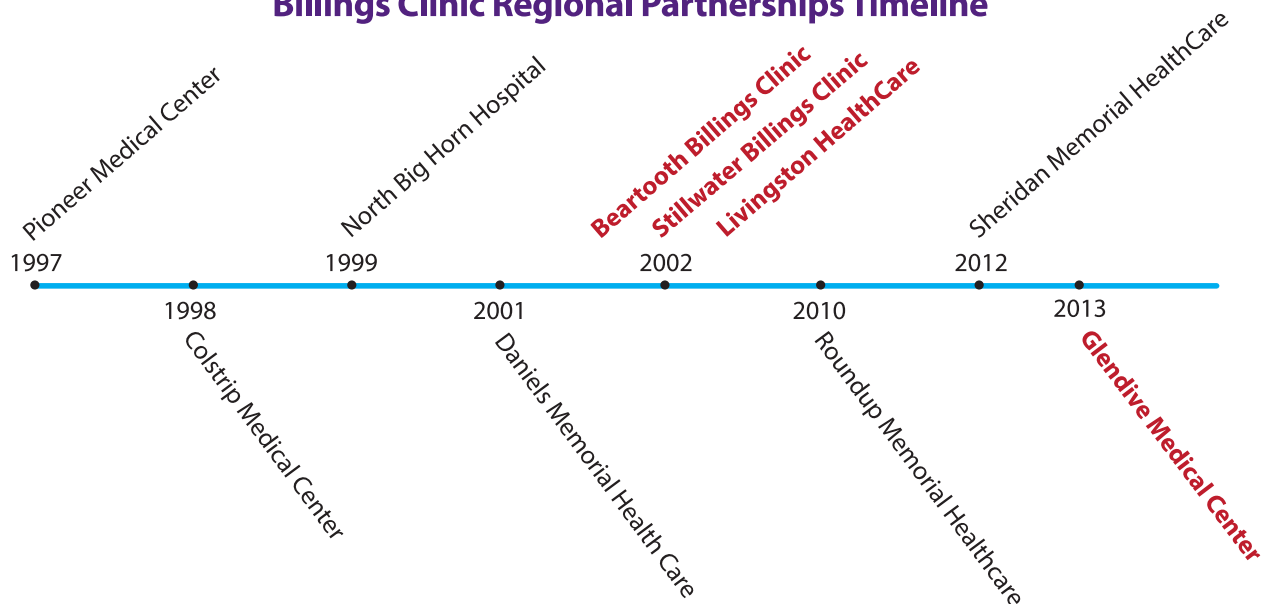 Billings Clinic Regional Partnerships Timeline
Pioneer Medical Center
North Big Horn Hospital
Beartooth Billings Clinic
Stillwater Billings Clinic
Livingston HealthCare
Sheridan Memorial HealthCare
1997
1999
2002
2012
1998
2001
2010
2013
Colstrip Medical Center
Daniels Memorial Health Care
Roundup Memorial Healthcare
Glendive Medical Center